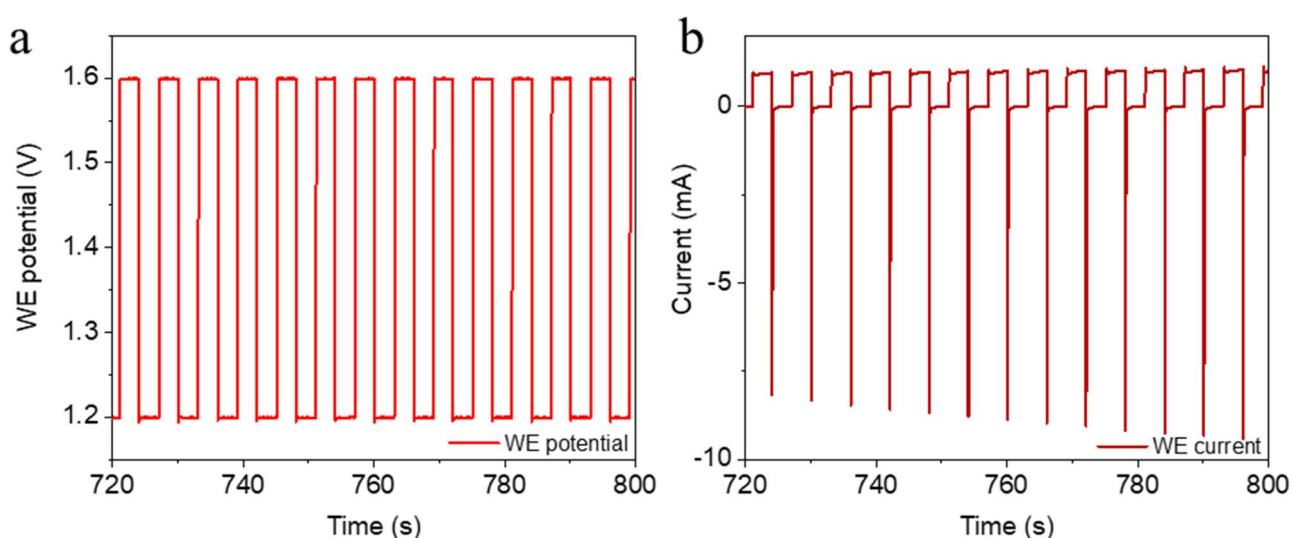 a
1.6
1.5
1.4
1.3
1.2
WE potential (V)
WE potential
720 740 760 780 800
Time (s)
b
0
-5
-10
Current (mA)
WE current
720 740 760 780 800
Time (s)